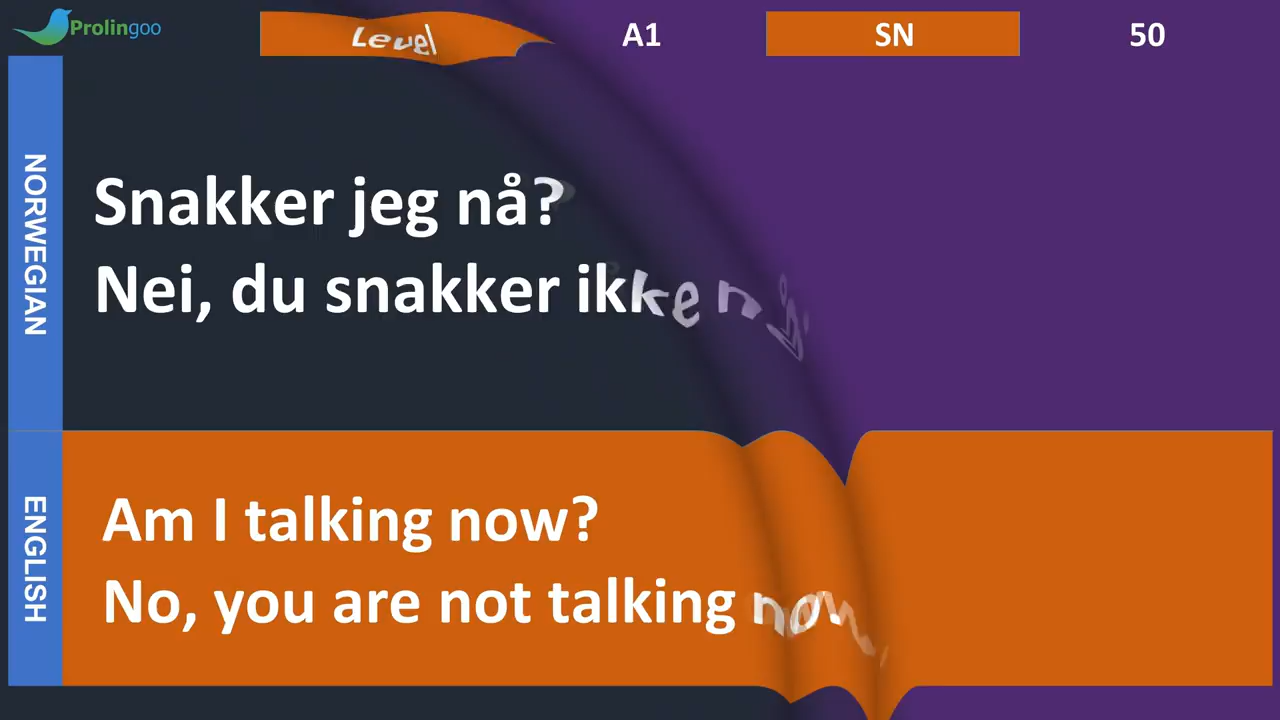 Prolingoo
Level A1 SN 50
NORWEGIAN
Snakker jeg nå?
Nei, du snakker ikke nå.
ENGLISH
Am I talking now?
No, you are not talking now.